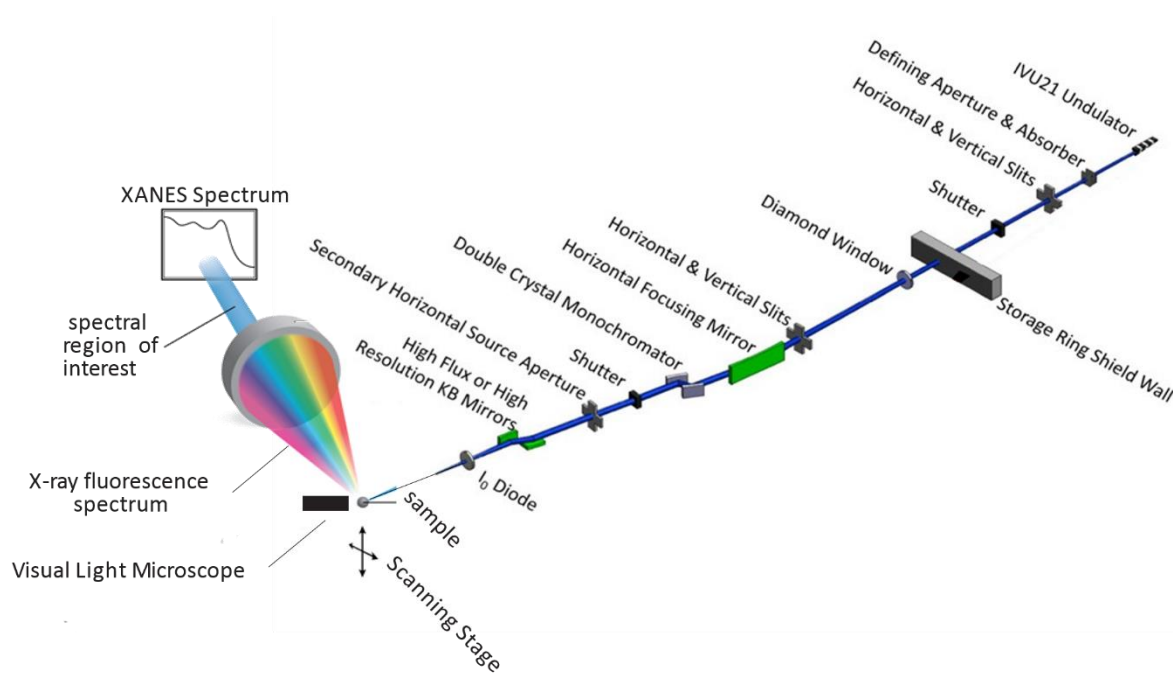 IVU21 Undulator
Defining Aperture & Absorber
Horizontal & Vertical Slits
Shutter
Storage Ring Shield Wall
Diamond Window
Horizontal & Vertical Slits
Horizontal Focusing Mirror
Double Crystal Monochromator
Shutter
Secondary Horizontal Source Aperture
High Flux or High
Resolution KB Mirrors
I₀ Diode
sample
Scanning Stage
XANES Spectrum
spectral
region of
interest
X-ray fluorescence
spectrum
Visual Light Microscope